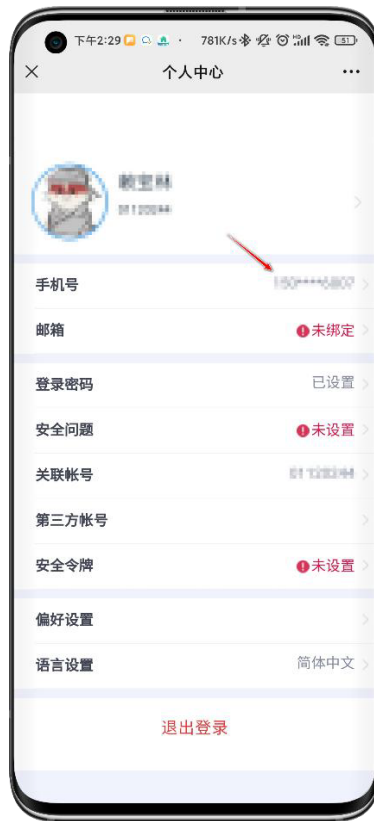 下午2:29 781K/s 51
个人中心
手机号
邮箱 未绑定
登录密码 已设置
安全问题 未设置
关联帐号
第三方帐号
安全令牌 未设置
偏好设置
语言设置 简体中文
退出登录